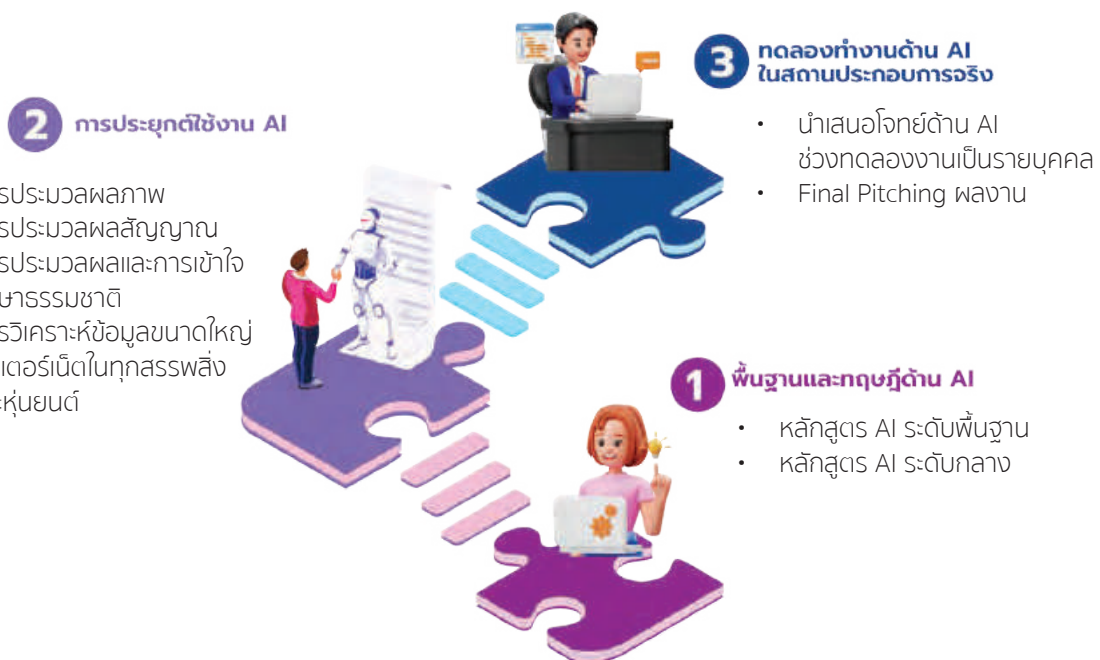 3 ทดลองทำงานด้าน AI
ในสถานประกอบการจริง
• นำเสนอโจทย์ด้าน AI
ช่วงทดลองงานเป็นรายบุคคล
• Final Pitching ผลงาน
2 การประยุกต์ใช้งาน AI
รประมวลผลภาพ
รประมวลผลสัญญาณ
รประมวลผลและการเข้าใจ
ษาธรรมชาติ
รวิเคราะห์ข้อมูลขนาดใหญ่
เตอร์เน็ตในทุกสรรพสิ่ง
ะหุ่นยนต์
1 พื้นฐานและทฤษฎีด้าน AI
• หลักสูตร AI ระดับพื้นฐาน
• หลักสูตร AI ระดับกลาง